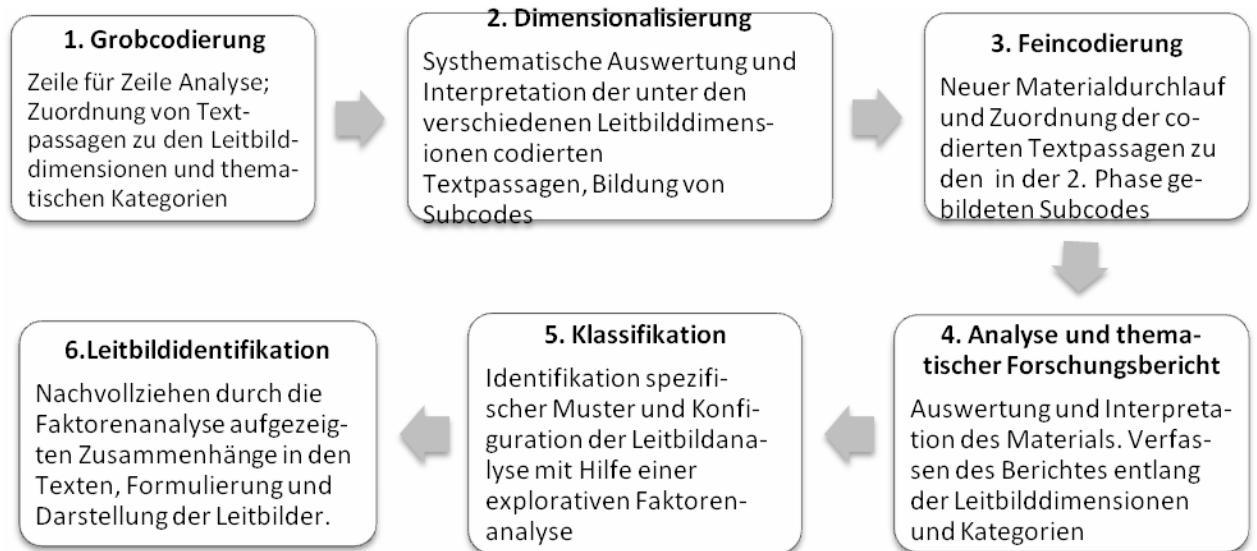 1. Grobcodierung
Zeile für Zeile Analyse;
Zuordnung von Text-
passagen zu den Leitbild-
dimensionen und thema-
tischen Kategorien
2. Dimensionalisierung
Systhematische Auswertung und
Interpretation der unter den
verschiedenen Leitbilddimens-
ionen codierten
Textpassagen, Bildung von
Subcodes
3. Feincodierung
Neuer Materialdurchlauf
und Zuordnung der co-
dierten Textpassagen zu
den in der 2. Phase ge-
bildeten Subcodes
4. Analyse und thema-
tischer Forschungsbericht
Auswertung und Interpreta-
tion des Materials. Verfas-
sen des Berichtes entlang
der Leitbilddimensionen
und Kategorien
5. Klassifikation
Identifikation spezifi-
scher Muster und Konfi-
guration der Leitbildana-
lyse mit Hilfe einer
explorativen Faktoren-
analyse
6.Leitbildidentifikation
Nachvollziehen durch die
Faktorenanalyse aufgezeig-
ten Zusammenhänge in den
Texten, Formulierung und
Darstellung der Leitbilder.